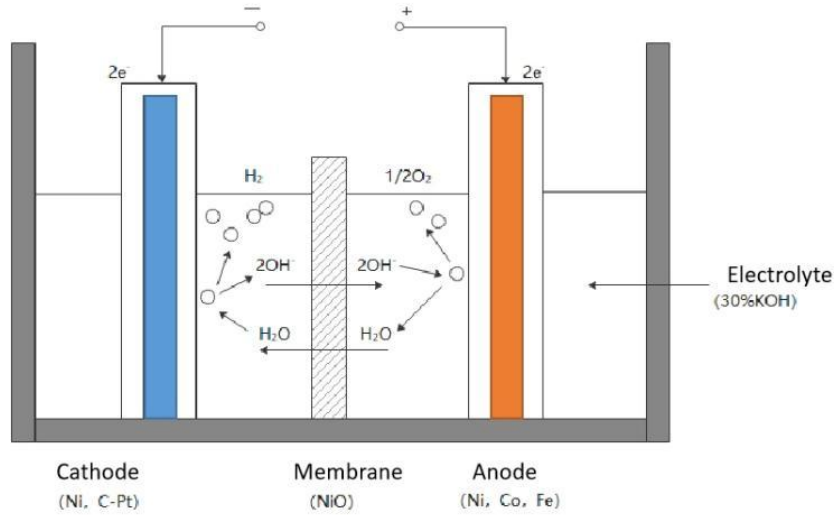 — +
2e⁻ 2e⁻
H₂ 1/2O₂
2OH⁻ 2OH⁻
Electrolyte
(30%KOH)
H₂O H₂O
Cathode Membrane Anode
(Ni, C-Pt) (NiO) (Ni, Co, Fe)